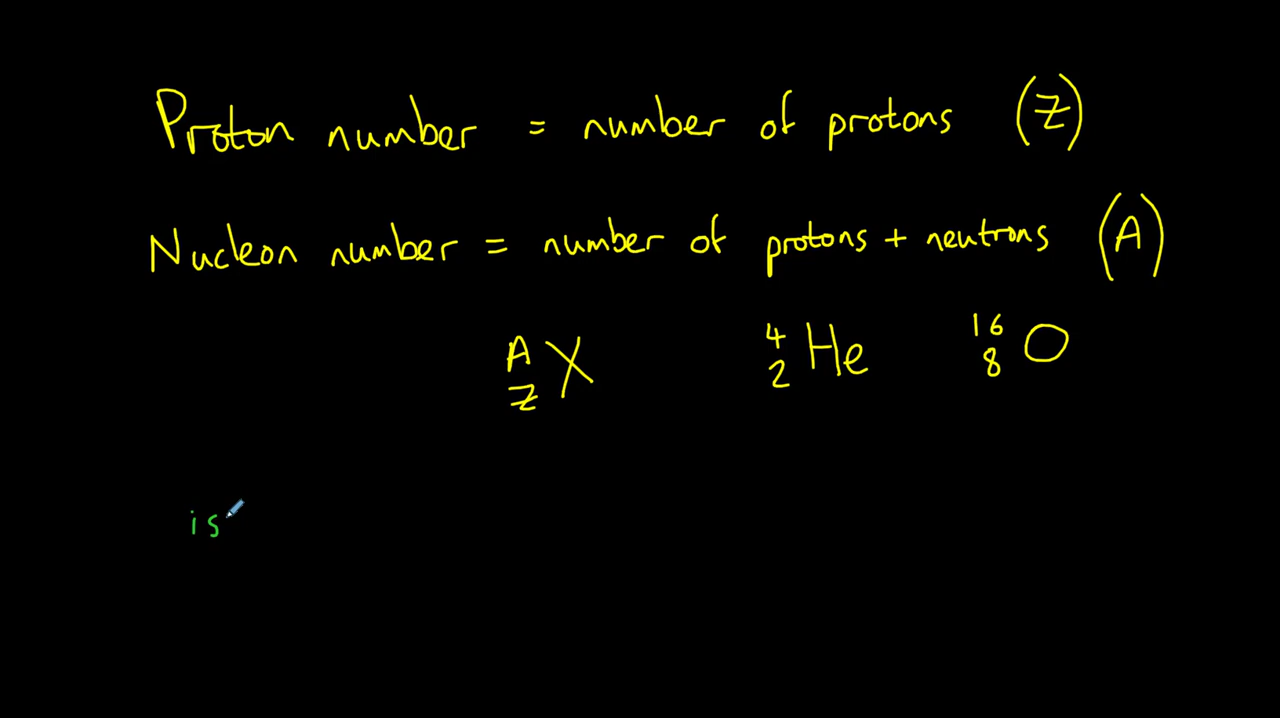 Proton number = number of protons (Z)
Nucleon number = number of protons + neutrons (A)
A Z X 4 2 He 16 8 O
is